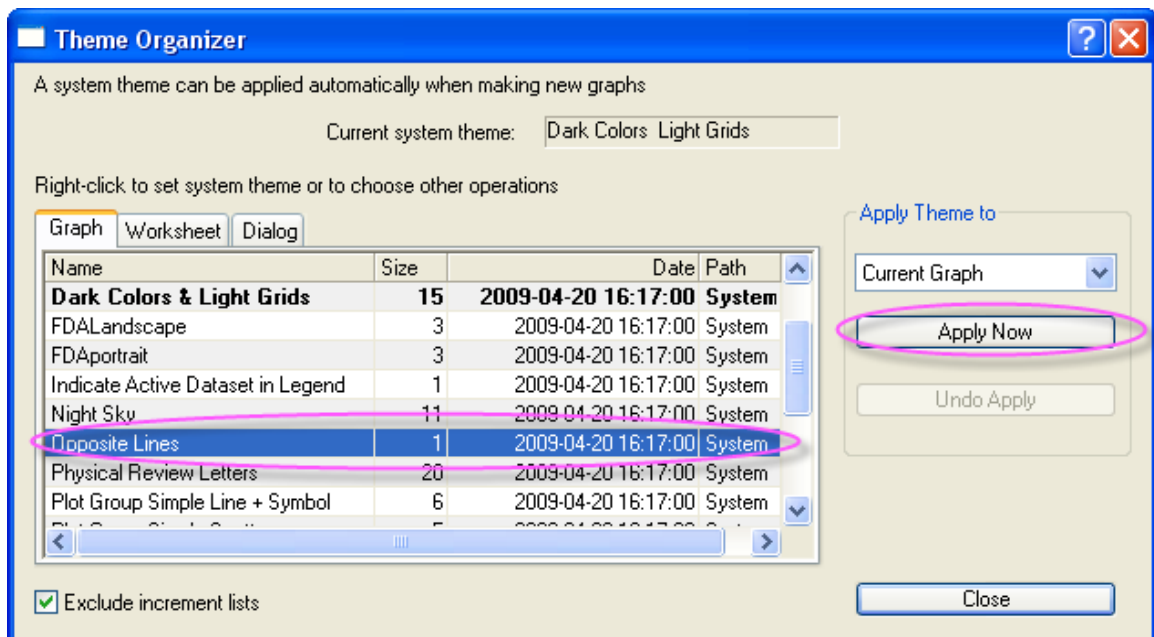 Theme Organizer
A system theme can be applied automatically when making new graphs
Current system theme: Dark Colors Light Grids
Right-click to set system theme or to choose other operations
Graph Worksheet Dialog
Name Size Date Path
Dark Colors & Light Grids 15 2009-04-20 16:17:00 System
FDALandscape 3 2009-04-20 16:17:00 System
FDAportrait 3 2009-04-20 16:17:00 System
Indicate Active Dataset in Legend 1 2009-04-20 16:17:00 System
Night Sky 11 2009-04-20 16:17:00 System
Opposite Lines 1 2009-04-20 16:17:00 System
Physical Review Letters 20 2009-04-20 16:17:00 System
Plot Group Simple Line + Symbol 6 2009-04-20 16:17:00 System
Exclude increment lists
Apply Theme to
Current Graph
Apply Now
Undo Apply
Close